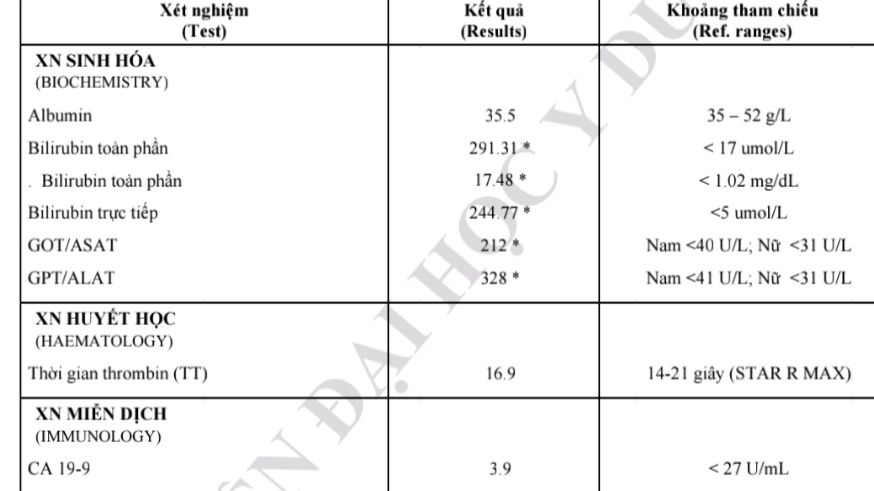 Xét nghiệm Kết quả Khoảng tham chiếu
(Test) (Results) (Ref. ranges)
XN SINH HÓA
(BIOCHEMISTRY)
Albumin 35.5 35 – 52 g/L
Bilirubin toàn phần 291.31 * < 17 umol/L
. Bilirubin toàn phần 17.48 * < 1.02 mg/dL
Bilirubin trực tiếp 244.77 * <5 umol/L
GOT/ASAT 212 * Nam <40 U/L; Nữ <31 U/L
GPT/ALAT 328 * Nam <41 U/L; Nữ <31 U/L
XN HUYẾT HỌC
(HAEMATOLOGY)
Thời gian thrombin (TT) 16.9 14-21 giây (STAR R MAX)
XN MIỄN DỊCH
(IMMUNOLOGY)
CA 19-9 3.9 < 27 U/mL
ĐẠI HỌC Y